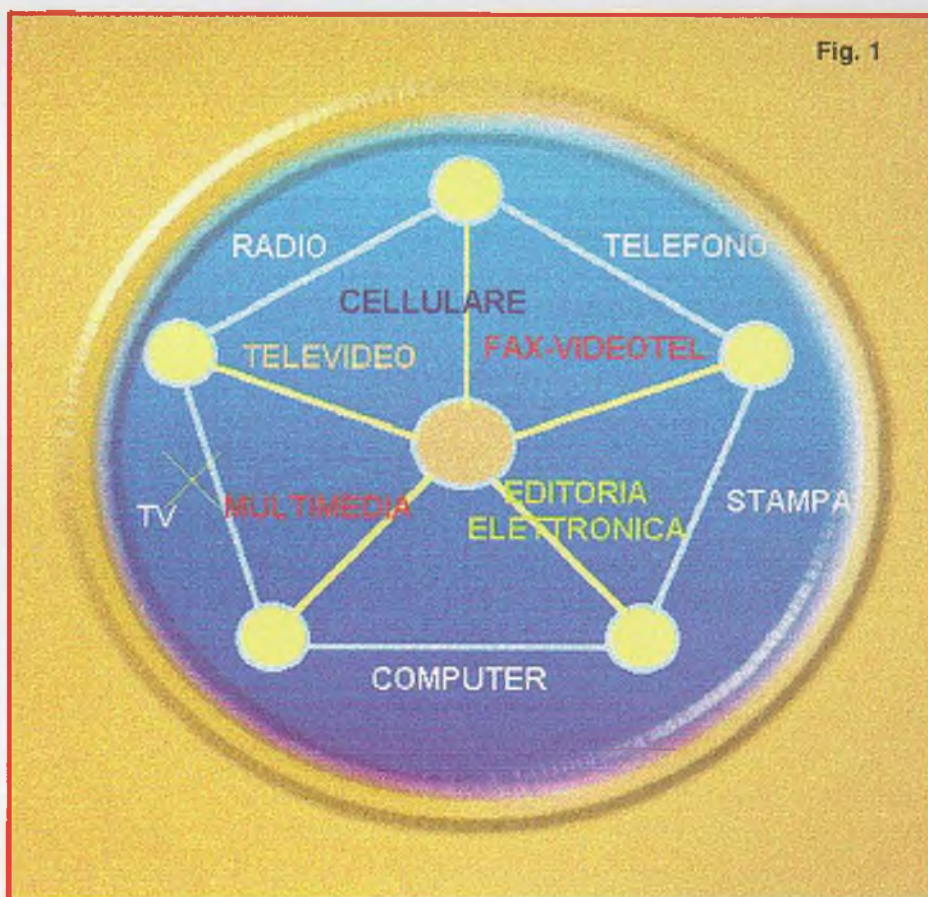 Fig. 1
RADIO
TELEFONO
CELLULARE
TELEVIDEO
FAX-VIDEOTEL
TV
MULTIMEDIA
EDITORIA
ELETTRONICA
STAMPA
COMPUTER